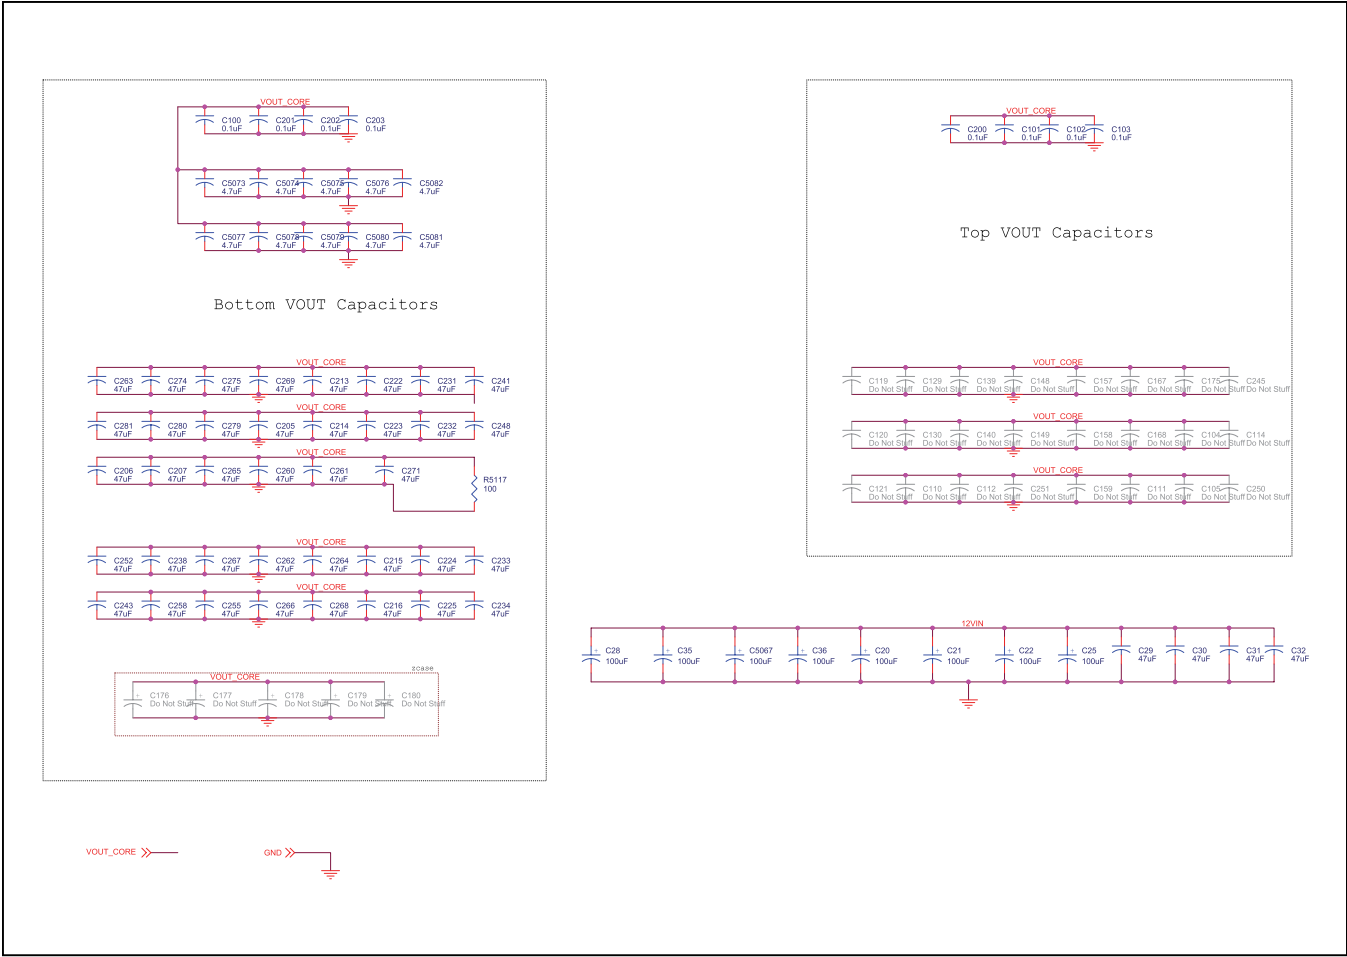 VOUT_CORE
C100 C201 C202 C203
0.1uF 0.1uF 0.1uF 0.1uF
C5073 C5074 C5075 C5076 C5082
4.7uF 4.7uF 4.7uF 4.7uF 4.7uF
C5077 C5078 C5079 C5080 C5081
4.7uF 4.7uF 4.7uF 4.7uF 4.7uF
Bottom VOUT Capacitors
VOUT_CORE
C263 C274 C275 C269 C213 C222 C231 C241
47uF 47uF 47uF 47uF 47uF 47uF 47uF 47uF
VOUT_CORE
C281 C280 C279 C205 C214 C223 C232 C248
47uF 47uF 47uF 47uF 47uF 47uF 47uF 47uF
VOUT_CORE
C206 C207 C265 C260 C261 C271
47uF 47uF 47uF 47uF 47uF 47uF
R5117
100
VOUT_CORE
C252 C238 C267 C262 C264 C215 C224 C233
47uF 47uF 47uF 47uF 47uF 47uF 47uF 47uF
VOUT_CORE
C243 C258 C255 C266 C268 C216 C225 C234
47uF 47uF 47uF 47uF 47uF 47uF 47uF 47uF
zcase
VOUT_CORE
C176 C177 C178 C179 C180
Do Not Stuff Do Not Stuff Do Not Stuff Do Not Stuff Do Not Stuff
VOUT_CORE
GND
VOUT_CORE
C200 C101 C102 C103
0.1uF 0.1uF 0.1uF 0.1uF
Top VOUT Capacitors
VOUT_CORE
C119 C129 C139 C148 C157 C167 C175 C245
Do Not Stuff Do Not Stuff Do Not Stuff Do Not Stuff Do Not Stuff Do Not Stuff Do Not Stuff Do Not Stuff
VOUT_CORE
C120 C130 C140 C149 C158 C168 C104 C114
Do Not Stuff Do Not Stuff Do Not Stuff Do Not Stuff Do Not Stuff Do Not Stuff Do Not Stuff Do Not Stuff
VOUT_CORE
C121 C110 C112 C251 C159 C111 C105 C250
Do Not Stuff Do Not Stuff Do Not Stuff Do Not Stuff Do Not Stuff Do Not Stuff Do Not Stuff Do Not Stuff
12VIN
C28 C35 C5067 C36 C20 C21 C22 C25 C29 C30 C31 C32
100uF 100uF 100uF 100uF 100uF 100uF 100uF 100uF 47uF 47uF 47uF 47uF